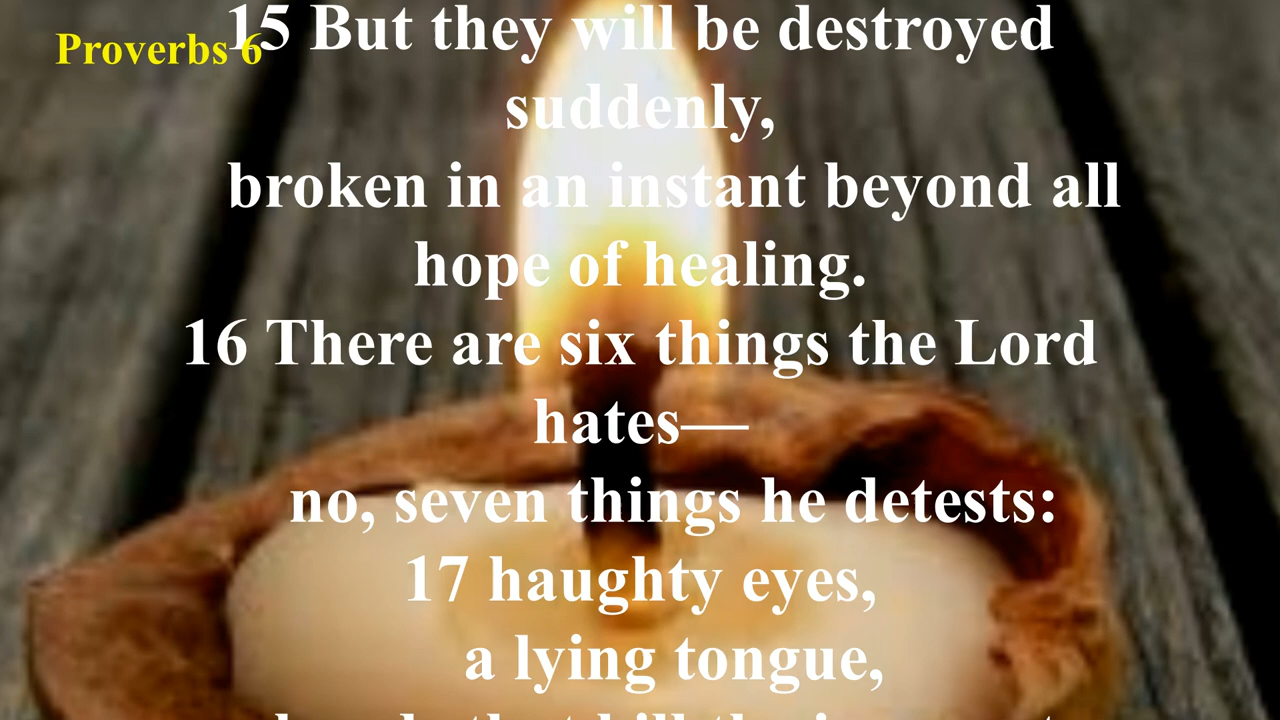 Proverbs 6
15 But they will be destroyed
suddenly,
broken in an instant beyond all
hope of healing.
16 There are six things the Lord
hates—
no, seven things he detests:
17 haughty eyes,
a lying tongue,